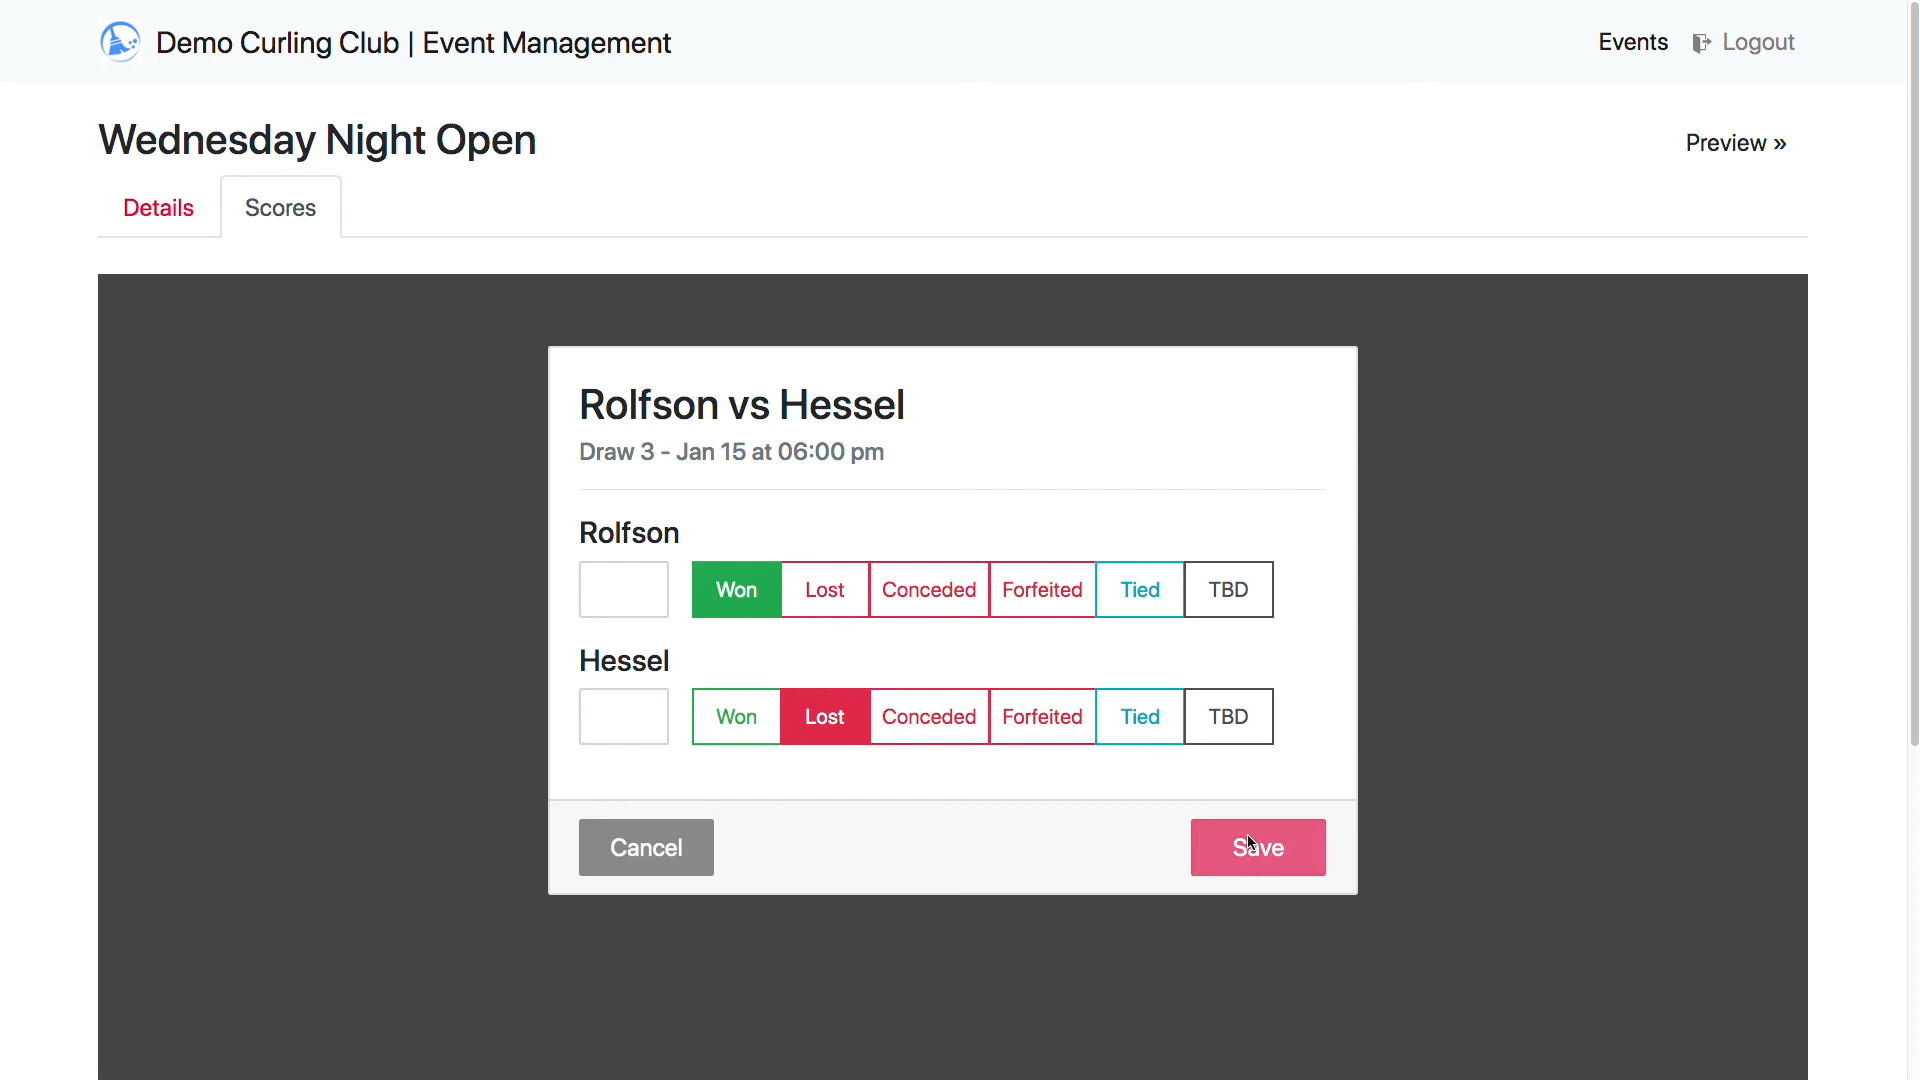 Demo Curling Club | Event Management
Events
Logout
Wednesday Night Open
Preview »
Details
Scores
Rolfson vs Hessel
Draw 3 - Jan 15 at 06:00 pm
Rolfson
Won Lost Conceded Forfeited Tied TBD
Hessel
Won Lost Conceded Forfeited Tied TBD
Cancel
Save